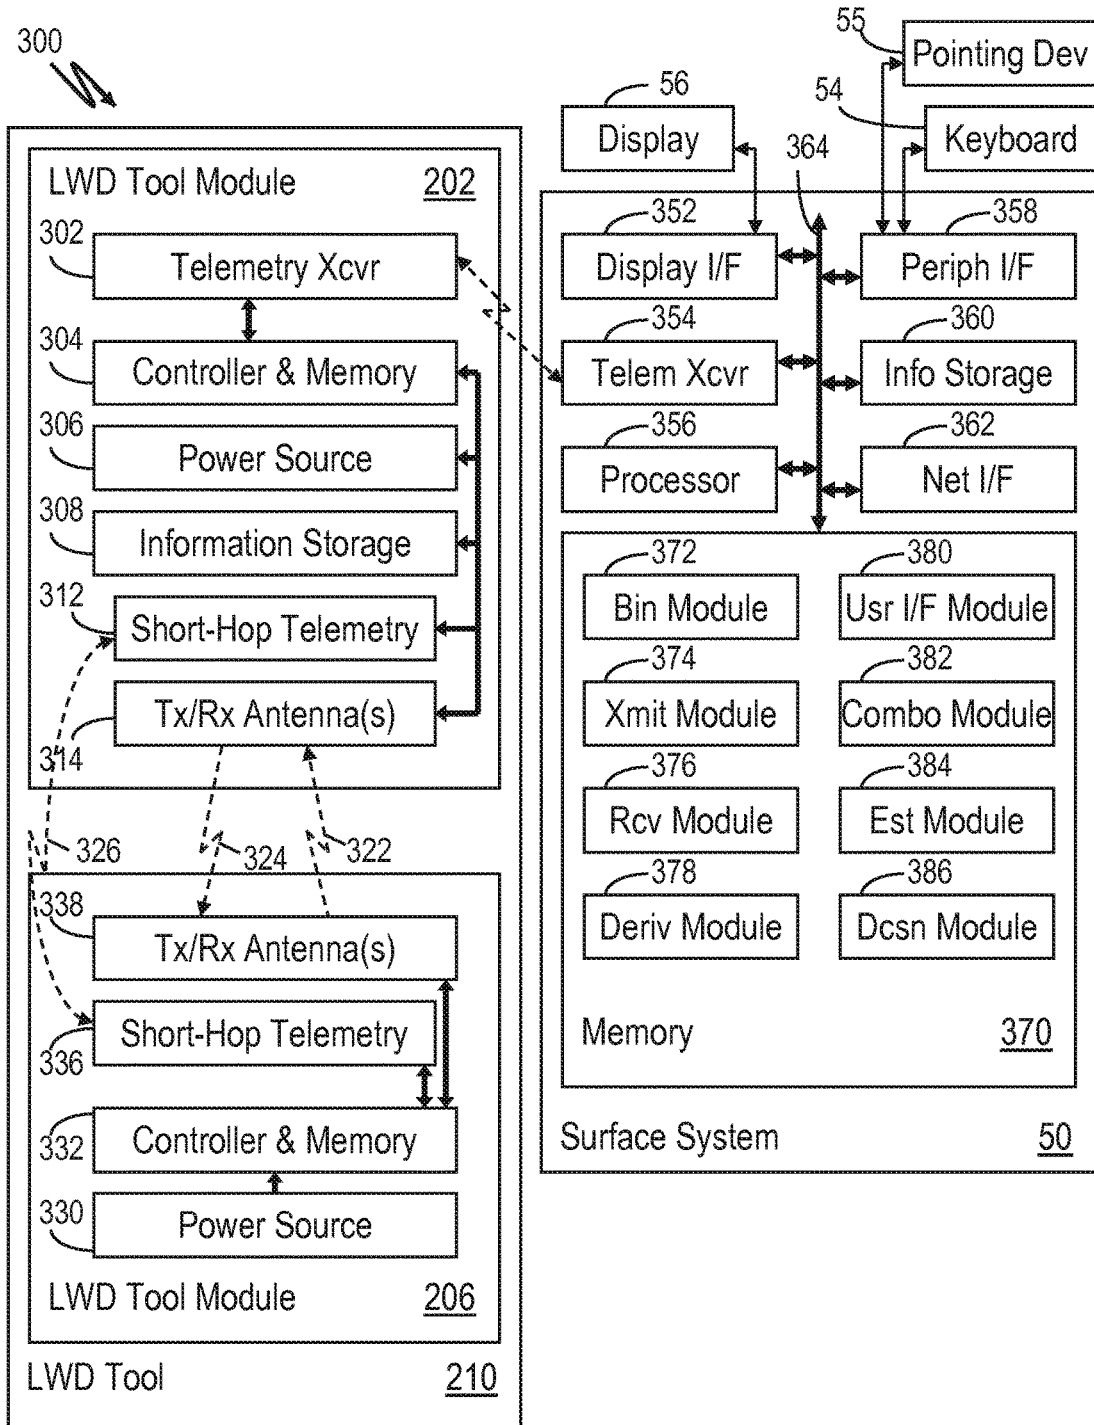 300
55
Pointing Dev
56
54
Display
364
Keyboard
LWD Tool Module 202
302
Telemetry Xcvr
304
Controller & Memory
306
Power Source
308
Information Storage
312
Short-Hop Telemetry
Tx/Rx Antenna(s)
314
326
324
322
338
Tx/Rx Antenna(s)
Short-Hop Telemetry
336
Controller & Memory
332
330
Power Source
LWD Tool Module 206
LWD Tool 210
352
358
Display I/F
Periph I/F
354
360
Telem Xcvr
Info Storage
356
362
Processor
Net I/F
372
380
Bin Module
Usr I/F Module
374
382
Xmit Module
Combo Module
376
384
Rcv Module
Est Module
378
386
Deriv Module
Dcsn Module
Memory 370
Surface System 50